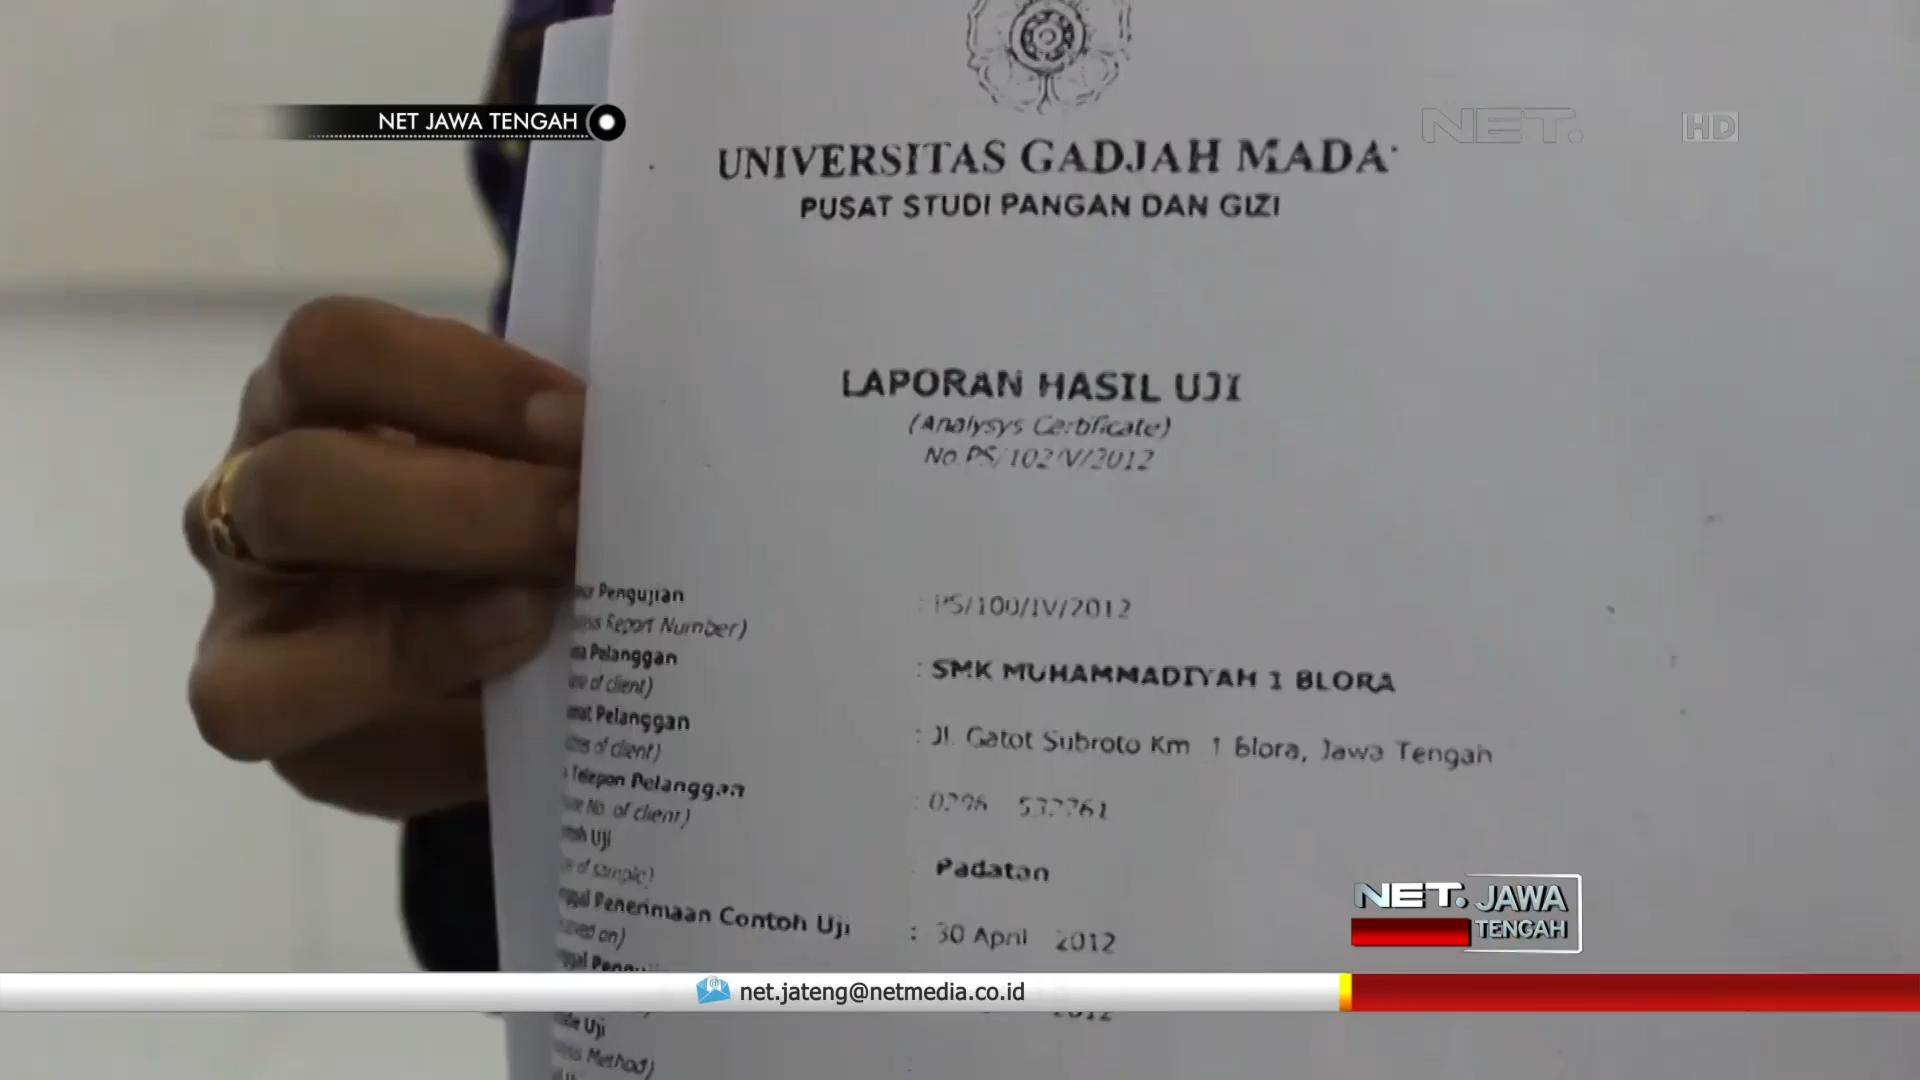 NET JAWA TENGAH
NET.
HD
UNIVERSITAS GADJAH MADA
PUSAT STUDI PANGAN DAN GIZI
LAPORAN HASIL UJI
(Analysys Certificate)
No. PS/102/V/2012
Pengujian : PS/100/IV/2012
Report Number)
Pelanggan : SMK MUHAMMADIYAH 1 BLORA
of client)
Pelanggan : Jl. Gatot Subroto Km 1 Blora, Jawa Tengah
of client)
Telepon Pelanggan : 0296 532761
No. of client)
Uji Padatan
of sample)
Penerimaan Contoh Uji : 30 April 2012
on)
NET. JAWA
TENGAH
net.jateng@netmedia.co.id
2012
Uji
Method)